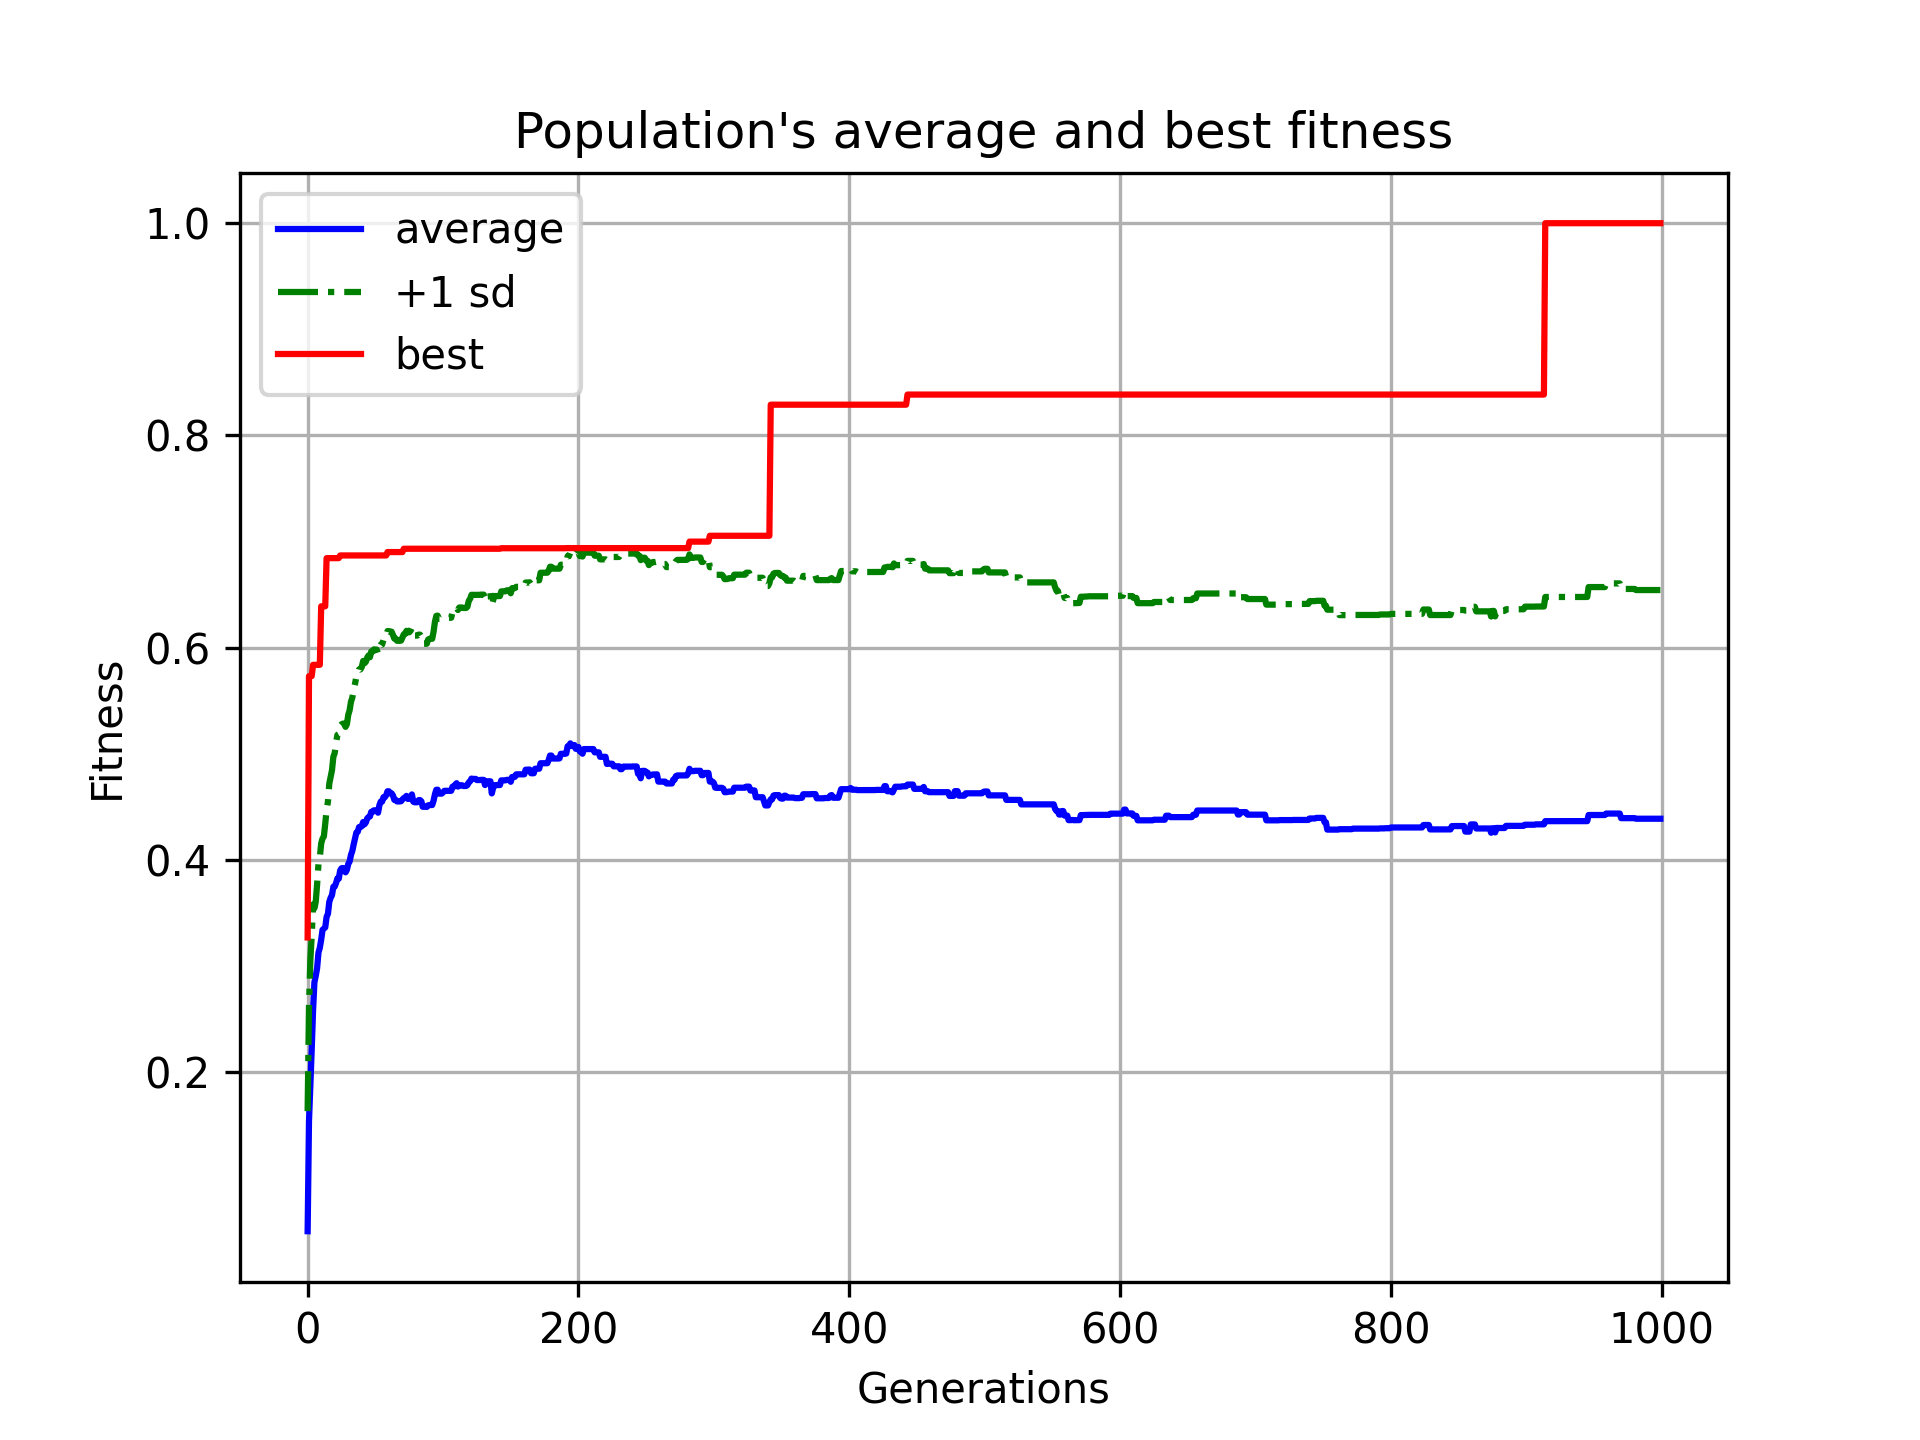 Population's average and best fitness
average
+1 sd
best
Fitness
1.0
0.8
0.6
0.4
0.2
0 200 400 600 800 1000
Generations